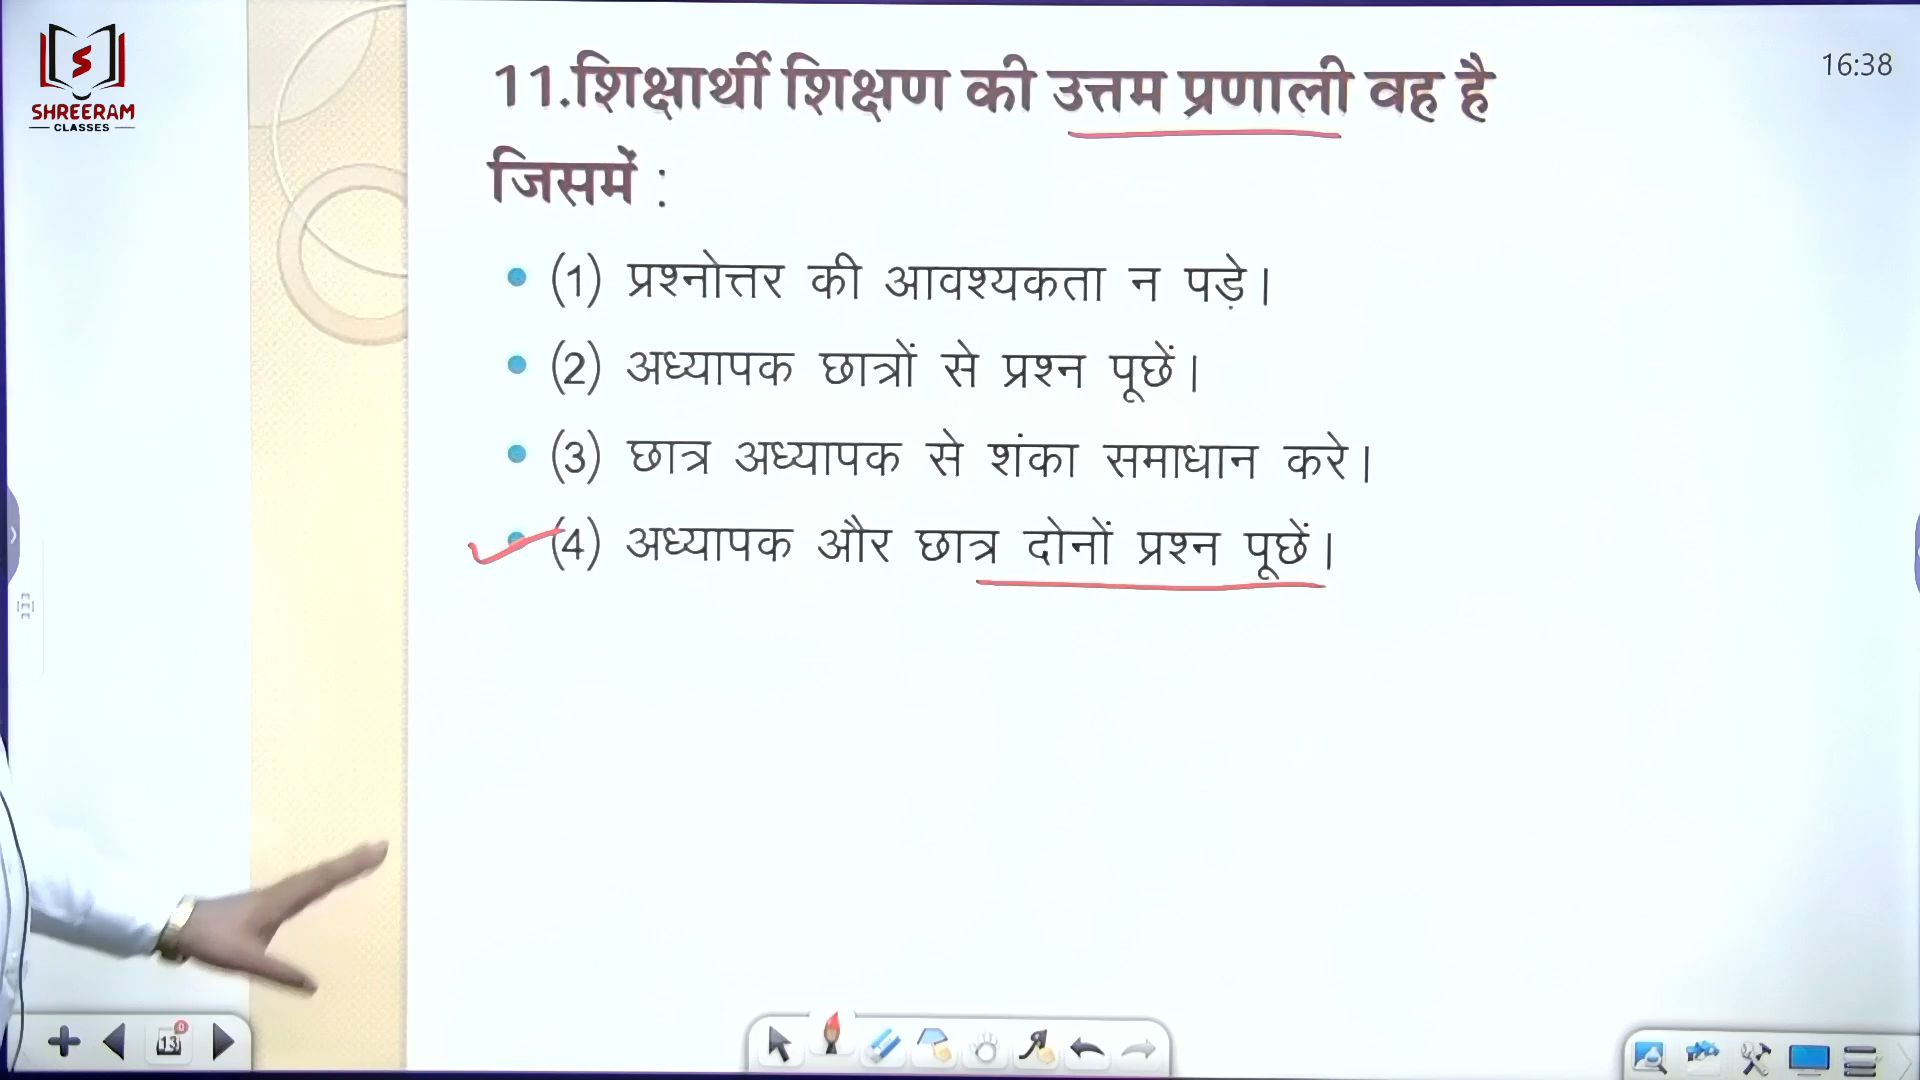 SHREERAM
CLASSES
16:38
11.शिक्षार्थी शिक्षण की उत्तम प्रणाली वह है
जिसमें :
(1) प्रश्नोत्तर की आवश्यकता न पड़े।
(2) अध्यापक छात्रों से प्रश्न पूछें।
(3) छात्र अध्यापक से शंका समाधान करे।
(4) अध्यापक और छात्र दोनों प्रश्न पूछें।
13
0